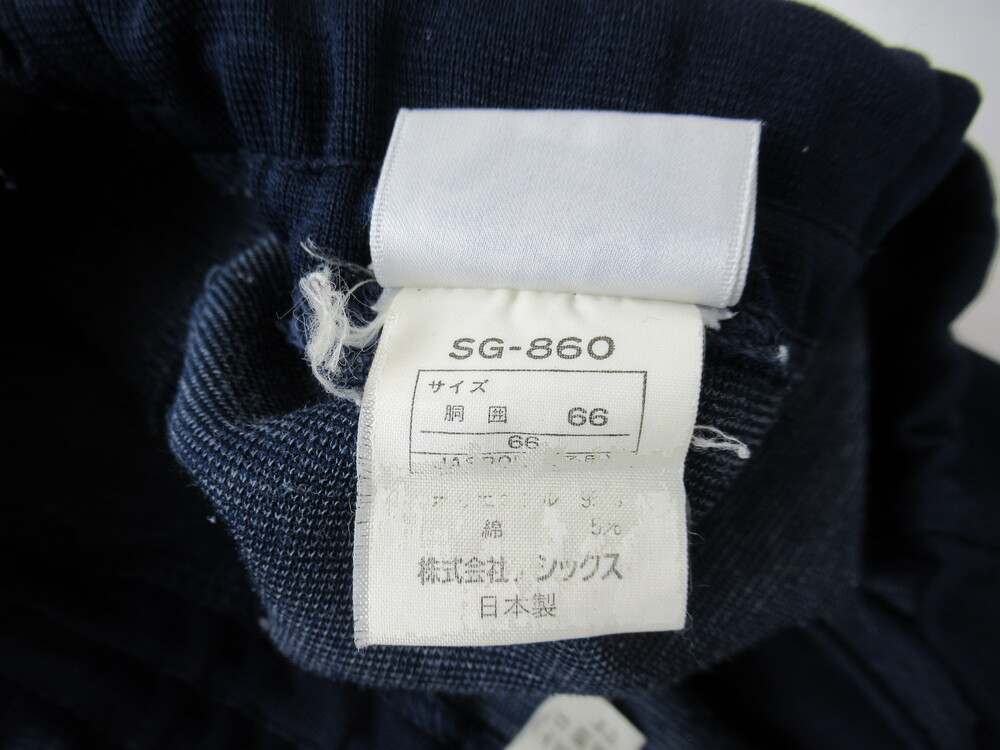 SG-860
サイズ
胴囲 66
66
綿 5%
株式会社 シックス
日本製